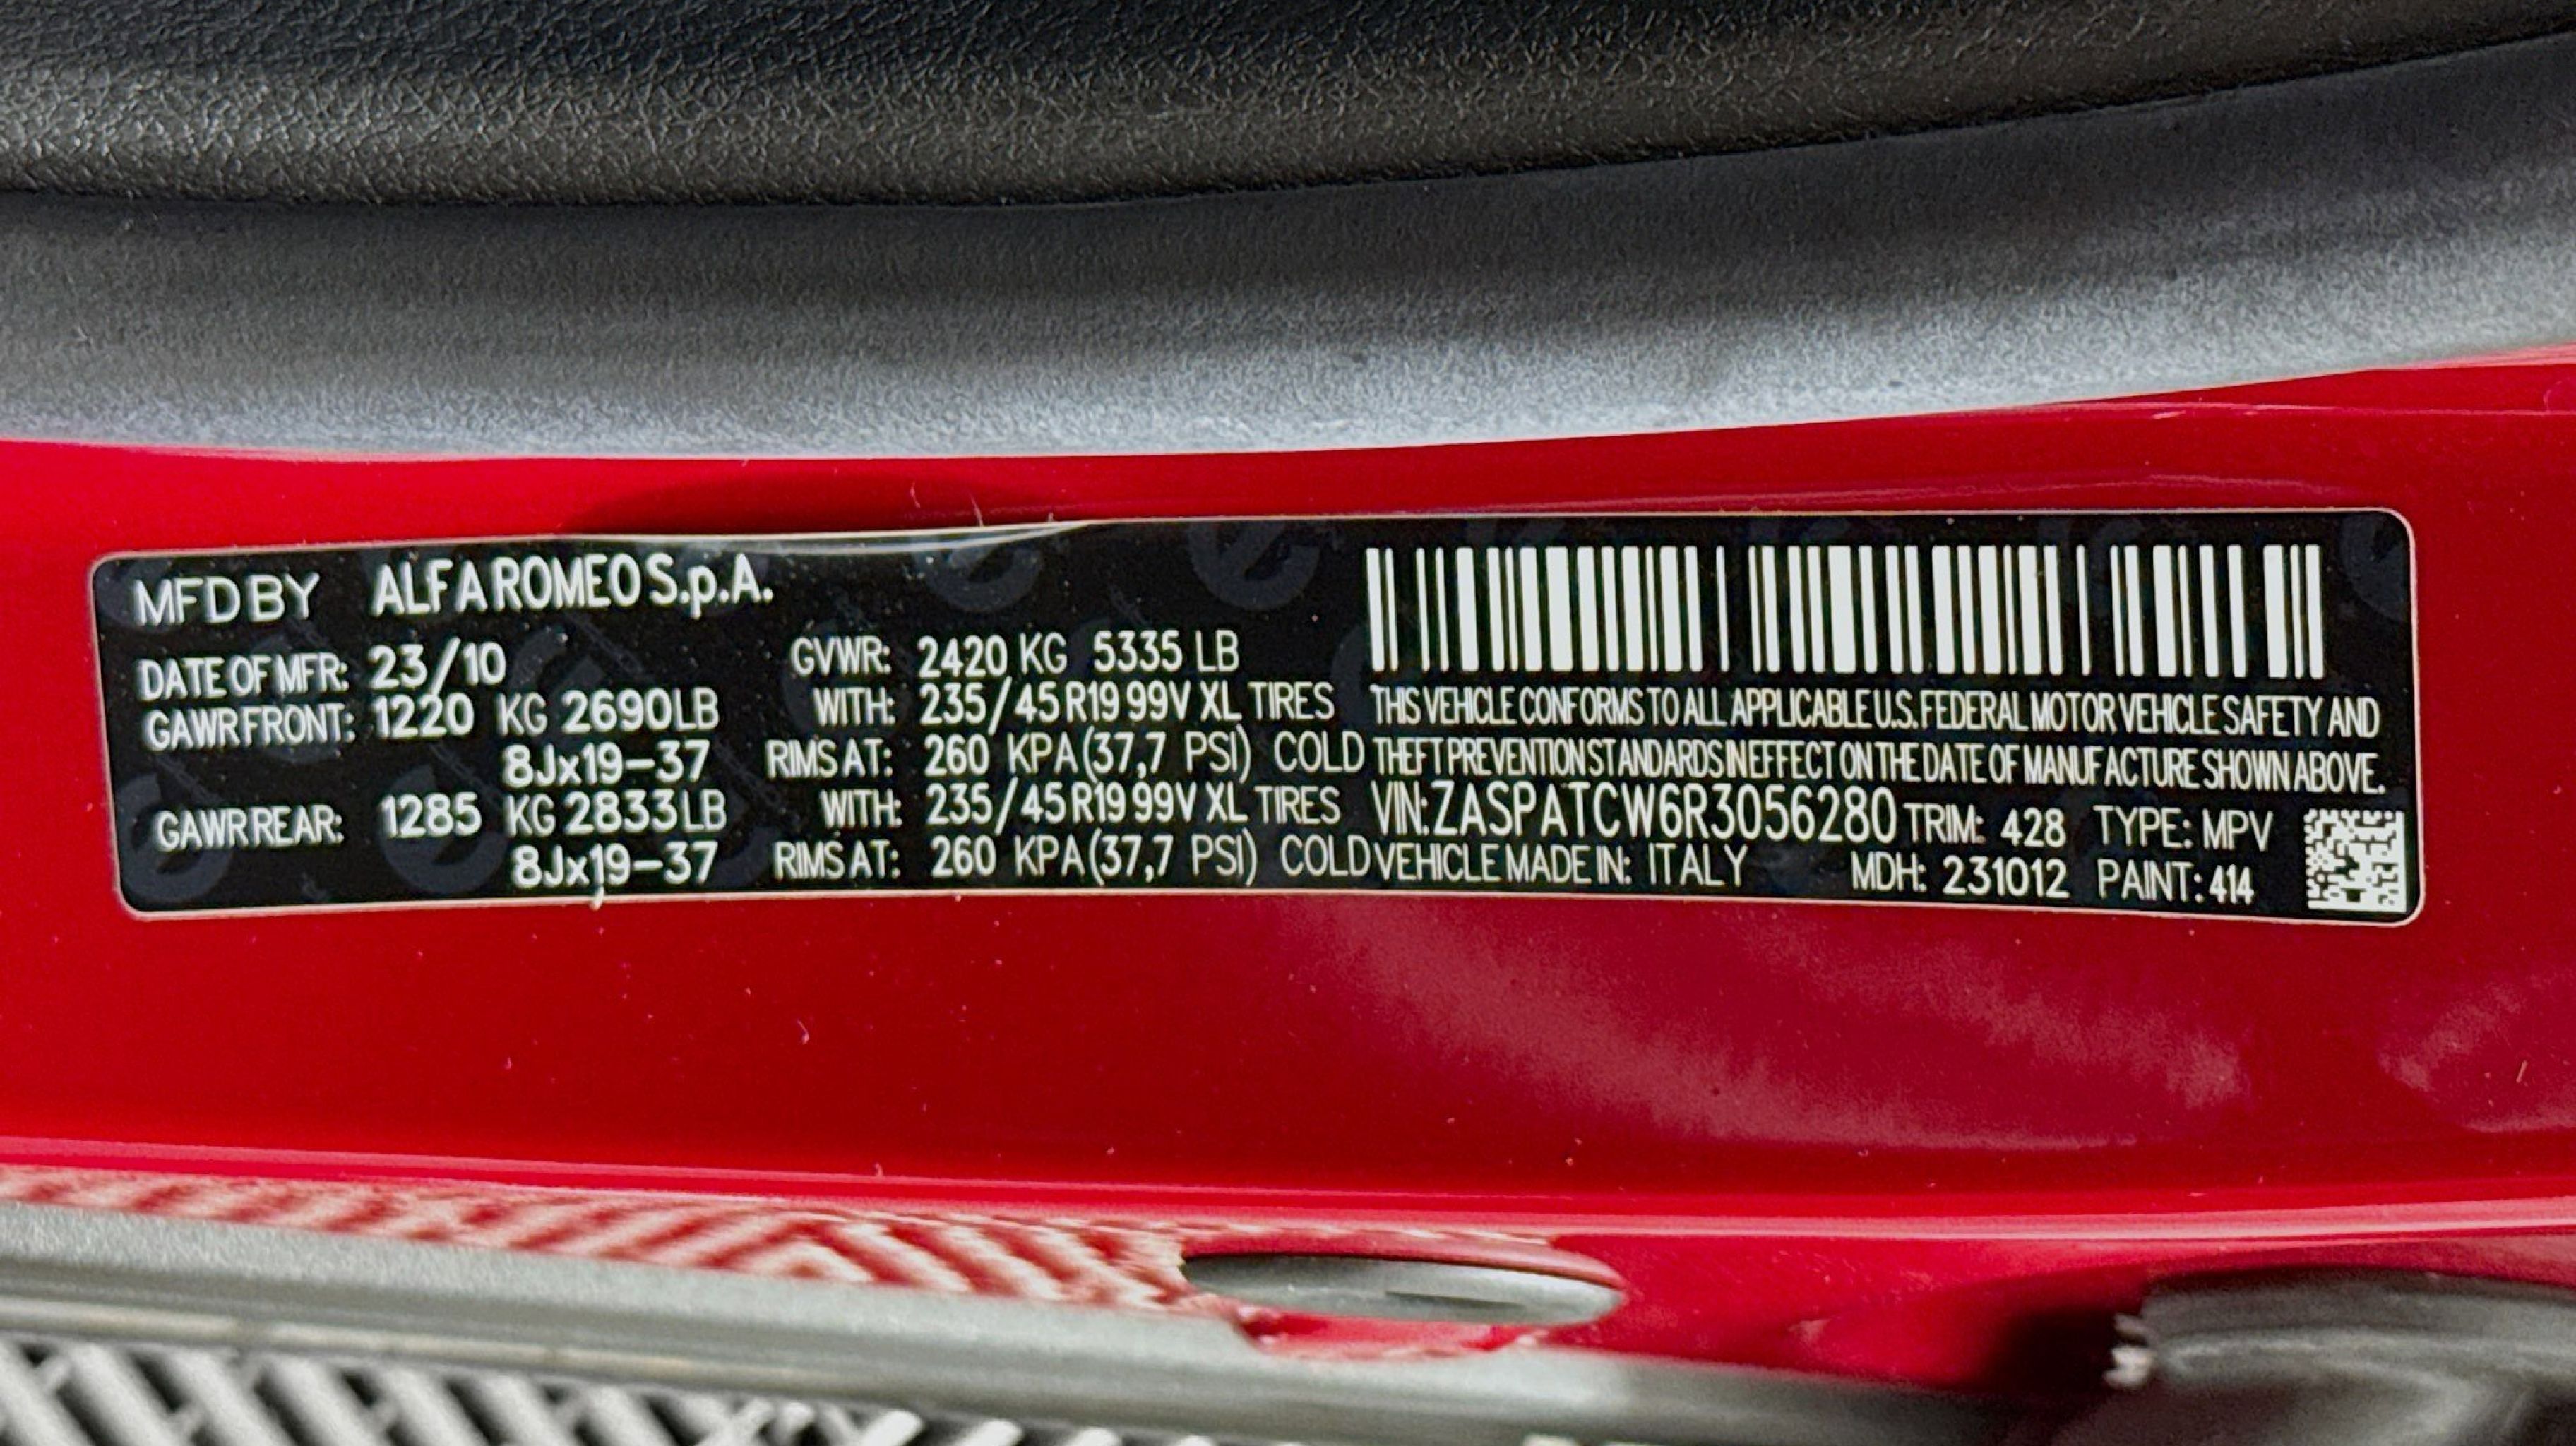 MFD BY ALFA ROMEO S.p.A.
DATE OF MFR: 23/10 GVWR: 2420 KG 5335 LB
GAWR FRONT: 1220 KG 2690LB WITH: 235/45 R19 99V XL TIRES
8Jx19-37 RIMS AT: 260 KPA (37,7 PSI) COLD
GAWR REAR: 1285 KG 2833LB WITH: 235/45 R19 99V XL TIRES
8Jx19-37 RIMS AT: 260 KPA (37,7 PSI) COLD
THIS VEHICLE CONFORMS TO ALL APPLICABLE U.S. FEDERAL MOTOR VEHICLE SAFETY AND
THEFT PREVENTION STANDARDS IN EFFECT ON THE DATE OF MANUFACTURE SHOWN ABOVE.
VIN: ZASPATCW6R3056280 TRIM: 428 TYPE: MPV
VEHICLE MADE IN: ITALY MDH: 231012 PAINT: 414